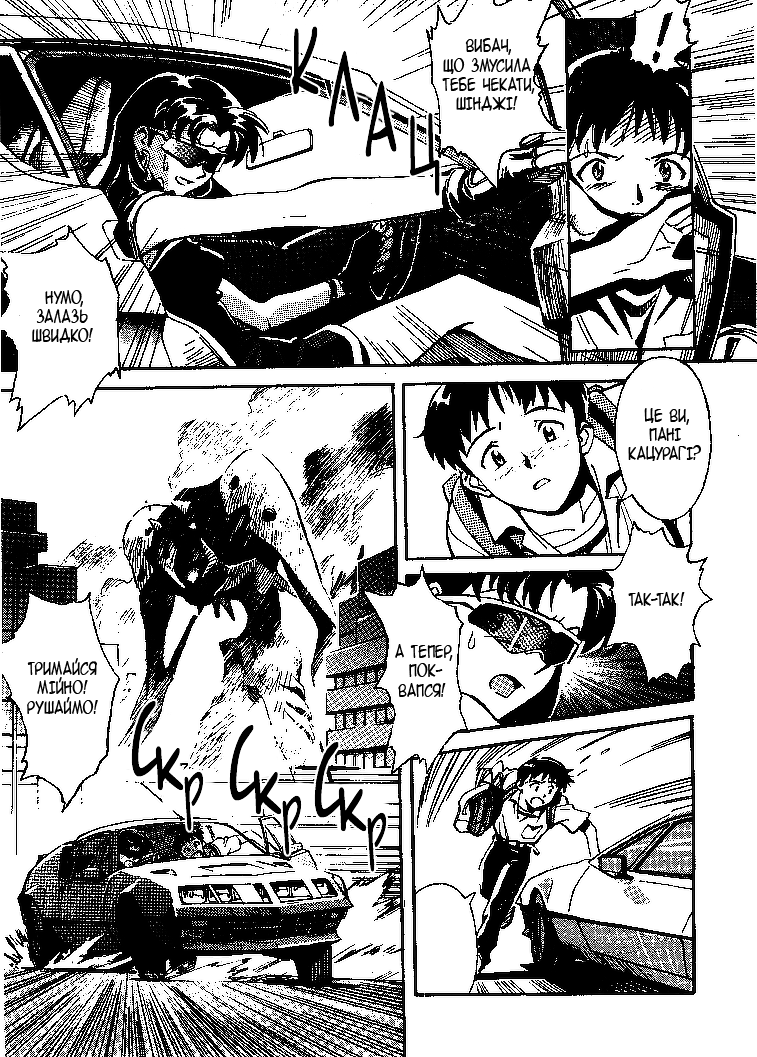 ВИБАЧ,
ЩО ЗМУСИЛА
ТЕБЕ ЧЕКАТИ,
ШІНДЖІ!
!
КЛАЦ
НУМО,
ЗАЛАЗЬ
ШВИДКО!
ЦЕ ВИ,
ПАНІ
КАЦУРАГІ?
ТАК-ТАК!
А ТЕПЕР,
ПОК-
ВАПСЯ!
ТРИМАЙСЯ
МІЙНО!
РУШАЙМО!
СКР
СКР
СКР